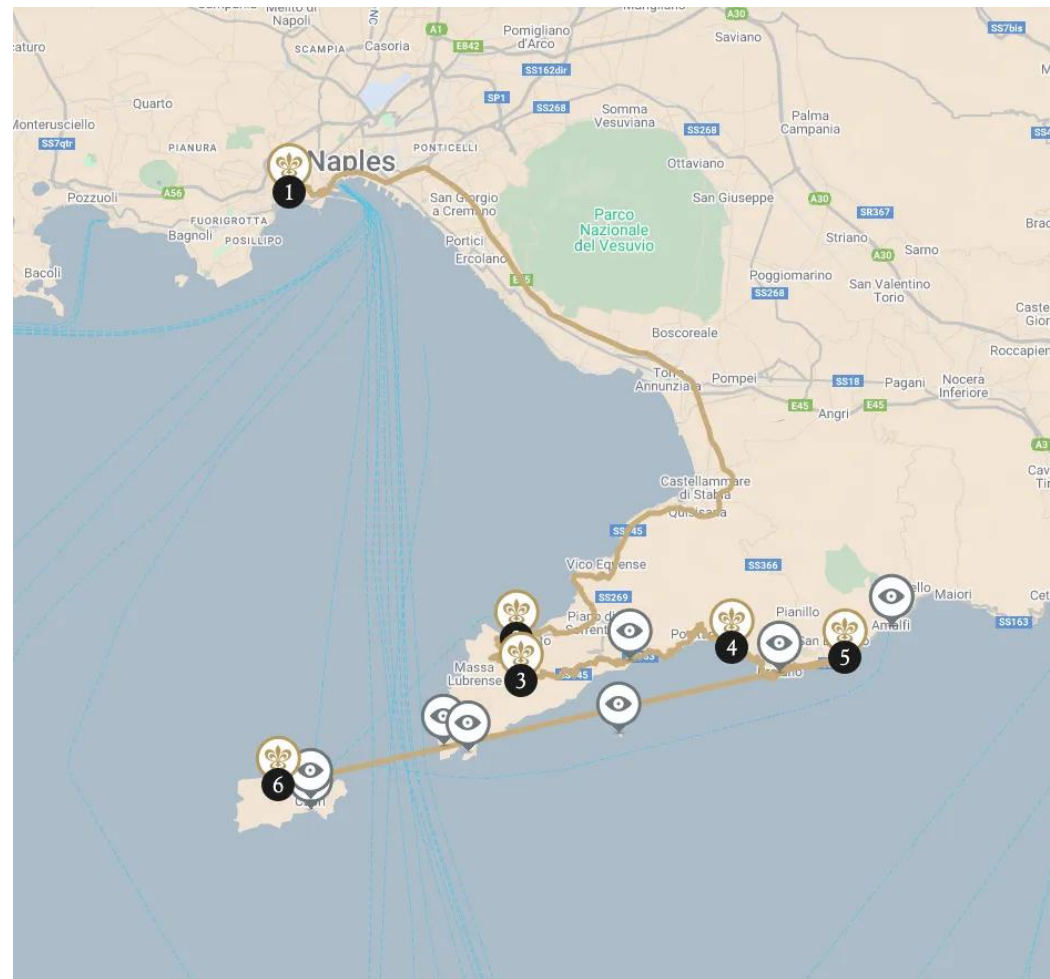 A30
Saviano
SS7bis
A1
SCAMPIA
Casoria
E842
Pomigliano
d'Arco
SS162dir
Quarto
SP1
SS268
Somma
Vesuviana
SS268
Palma
Campania
SS7qtr
PIANURA
Naples
PONTICELLI
Ottaviano
1
Pozzuoli
A56
San Giorgio
a Cremano
San Giuseppe
A30
SR367
FUORIGROTTA
Bagnoli
POSILLIPO
Parco
Nazionale
del Vesuvio
Portici
Ercolano
Striano
Sarno
A30
Bacoli
Poggiomarino
SS268
San Valentino
Torio
Boscoreale
Torre
Annunziata
Pompei
SS18
Pagani
Nocera
Inferiore
E45
Angri
E45
A3
Castellammare
di Stabia
Quisisana
Vico Equense
SS366
SS269
Piano di
Pianillo
Maiori
Amalfi
SS163
4
5
Massa
Lubrense
3
6